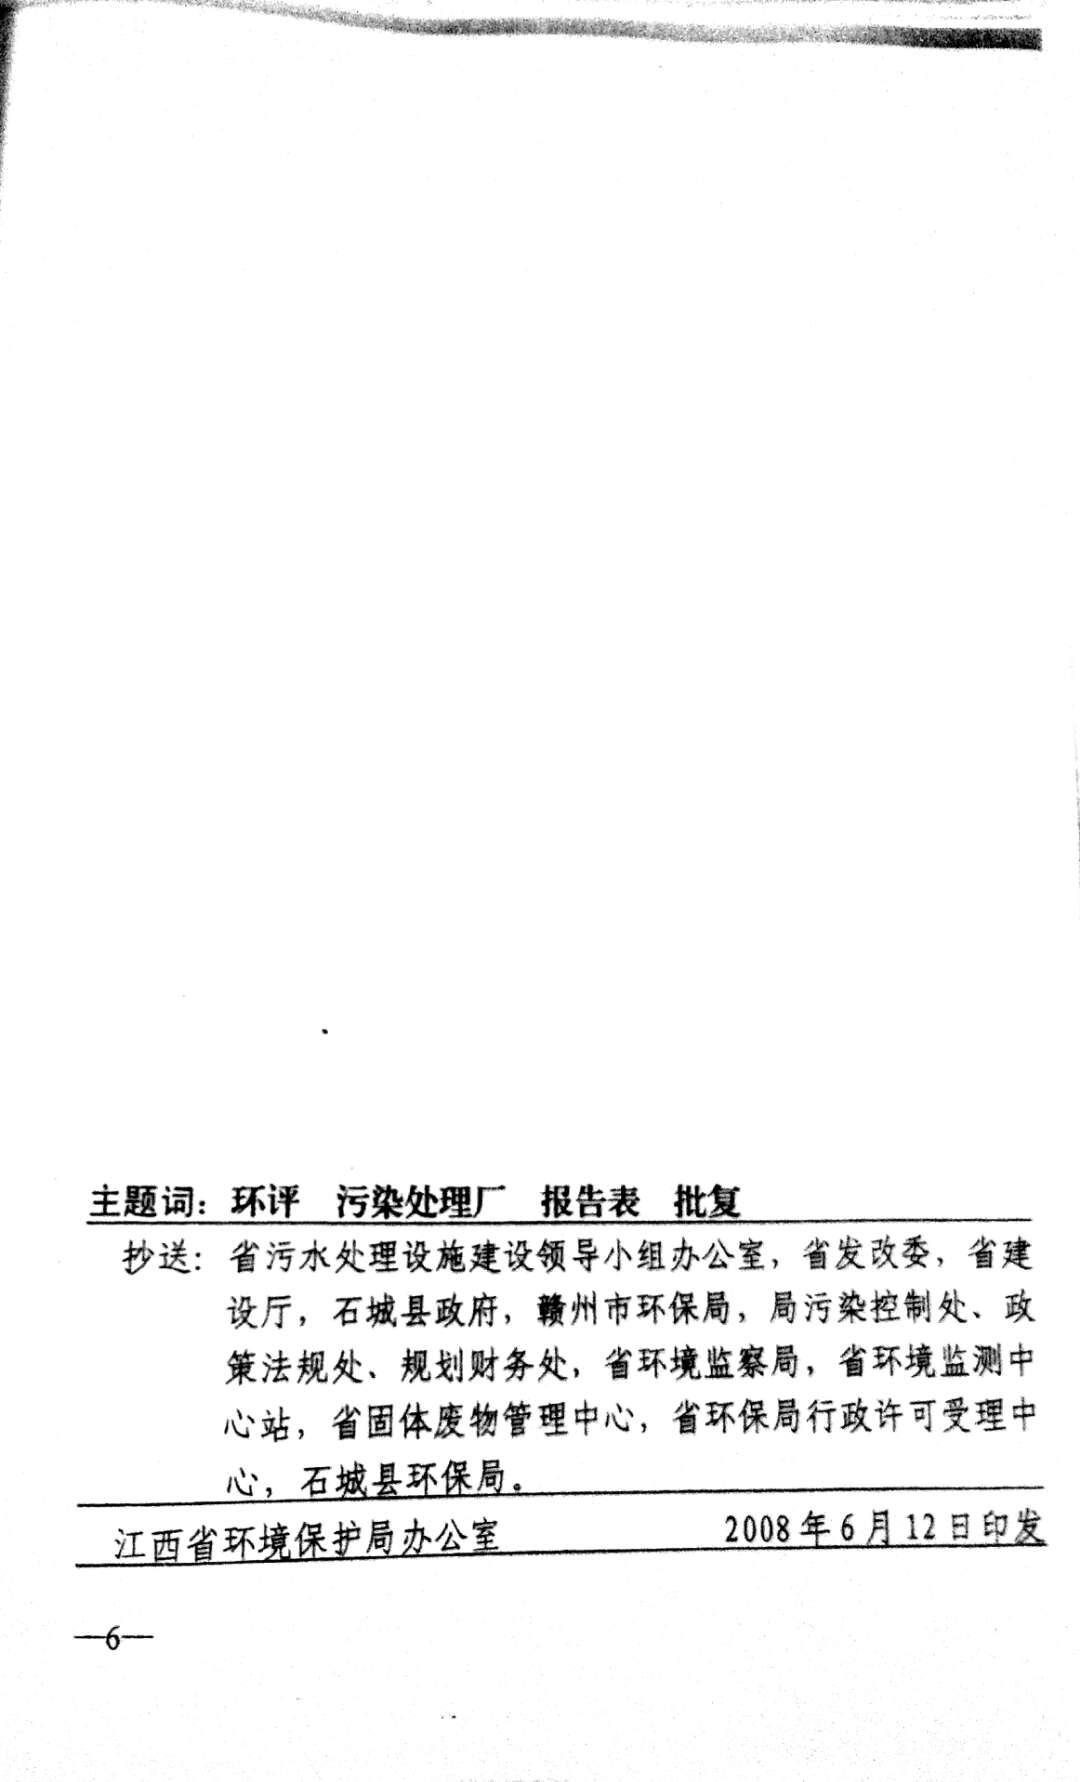 主题词：环评　污染处理厂　报告表　批复
抄送：省污水处理设施建设领导小组办公室，省发改委，省建
设厅，石城县政府，赣州市环保局，局污染控制处、政
策法规处、规划财务处，省环境监察局，省环境监测中
心站，省固体废物管理中心，省环保局行政许可受理中
心，石城县环保局。
江西省环境保护局办公室　2008年6月12日印发
—6—